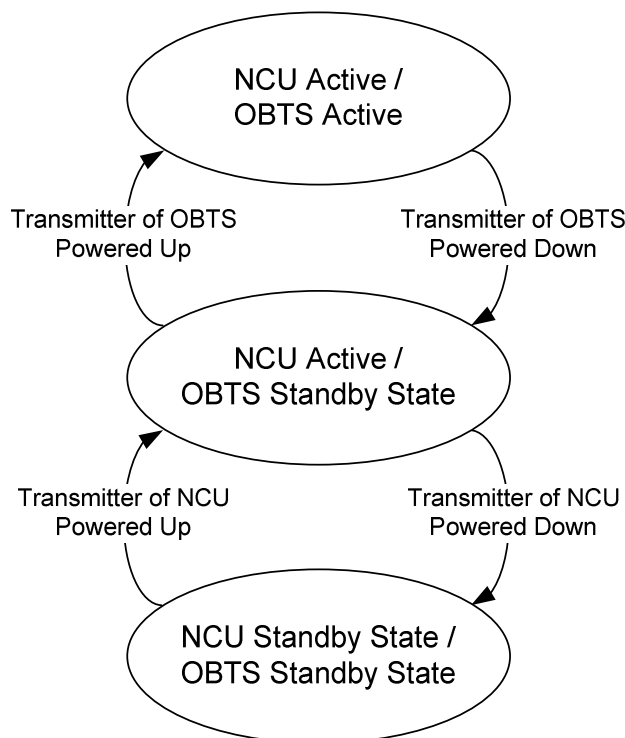 NCU Active /
OBTS Active
Transmitter of OBTS
Powered Up
Transmitter of OBTS
Powered Down
NCU Active /
OBTS Standby State
Transmitter of NCU
Powered Up
Transmitter of NCU
Powered Down
NCU Standby State /
OBTS Standby State